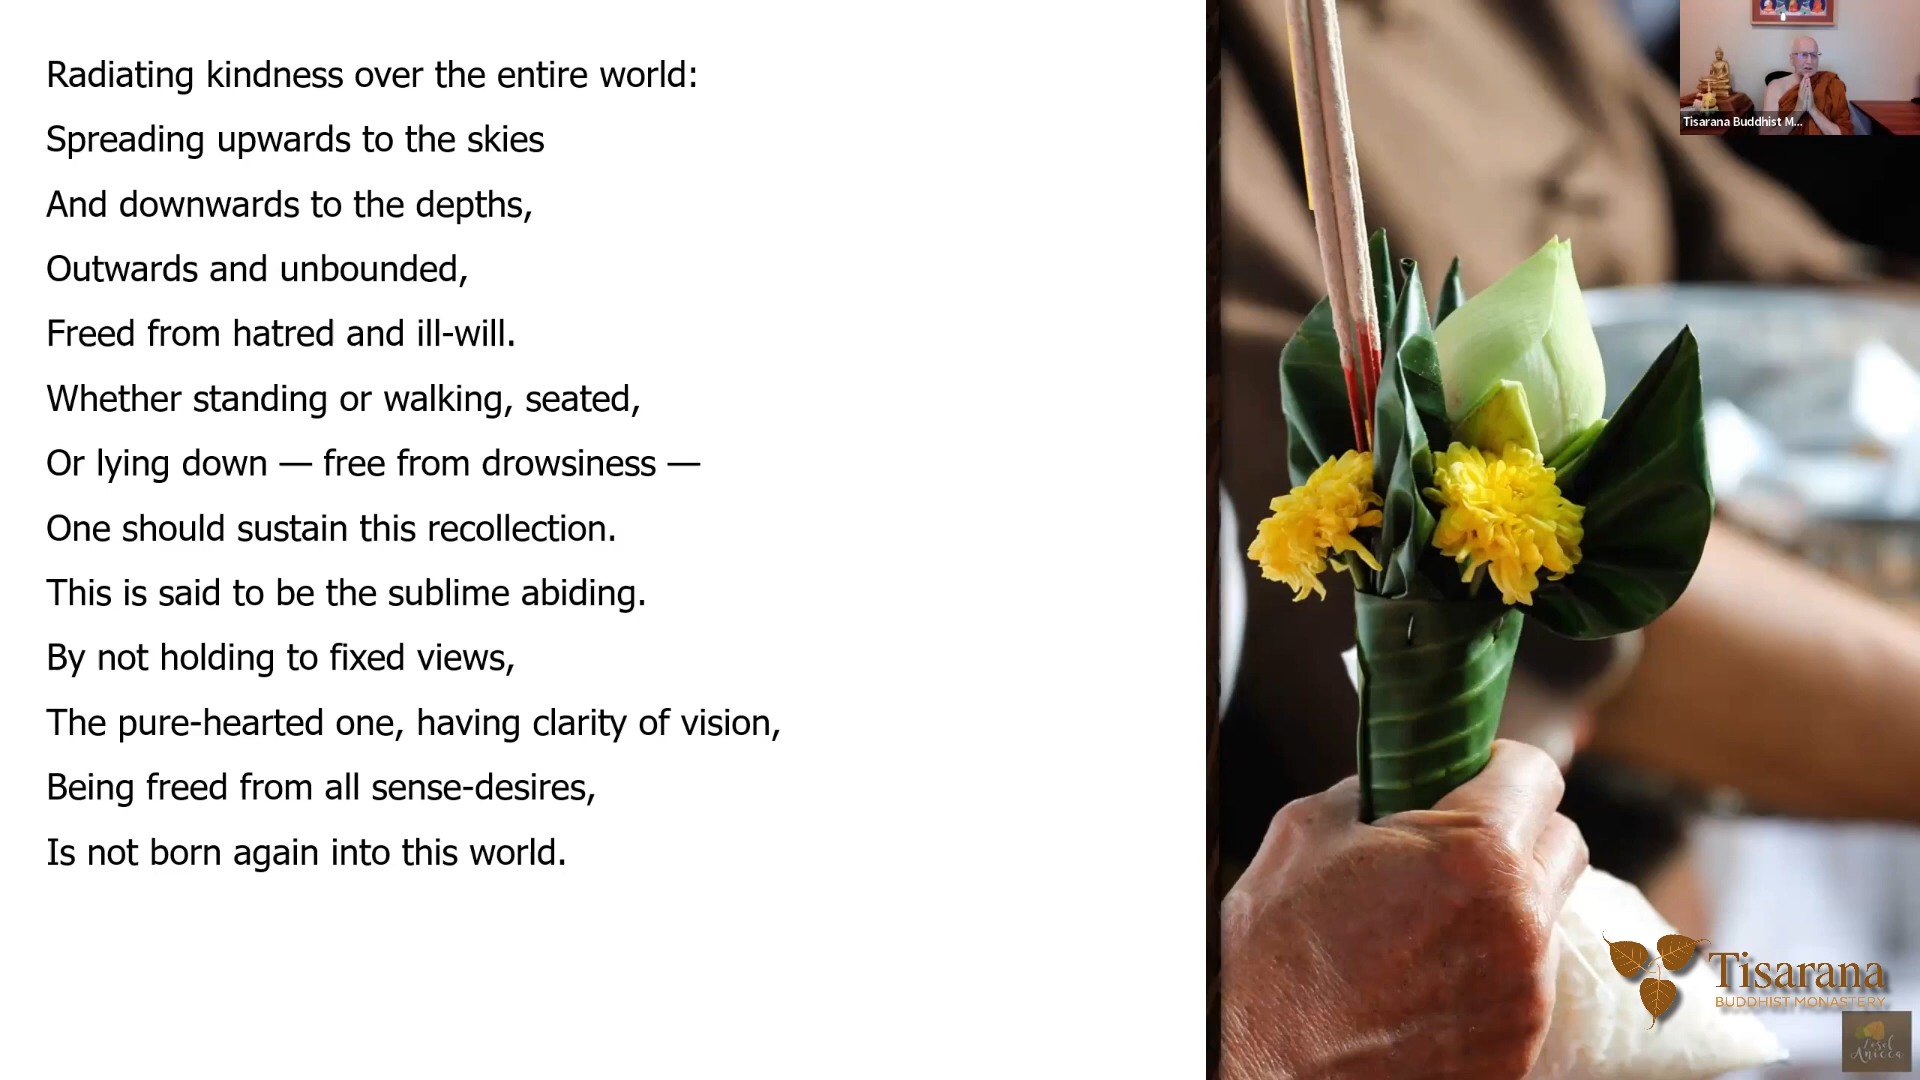 Radiating kindness over the entire world:
Spreading upwards to the skies
And downwards to the depths,
Outwards and unbounded,
Freed from hatred and ill-will.
Whether standing or walking, seated,
Or lying down — free from drowsiness —
One should sustain this recollection.
This is said to be the sublime abiding.
By not holding to fixed views,
The pure-hearted one, having clarity of vision,
Being freed from all sense-desires,
Is not born again into this world.
Tisarana Buddhist M...
Tisarana
BUDDHIST MONASTERY
Anicca